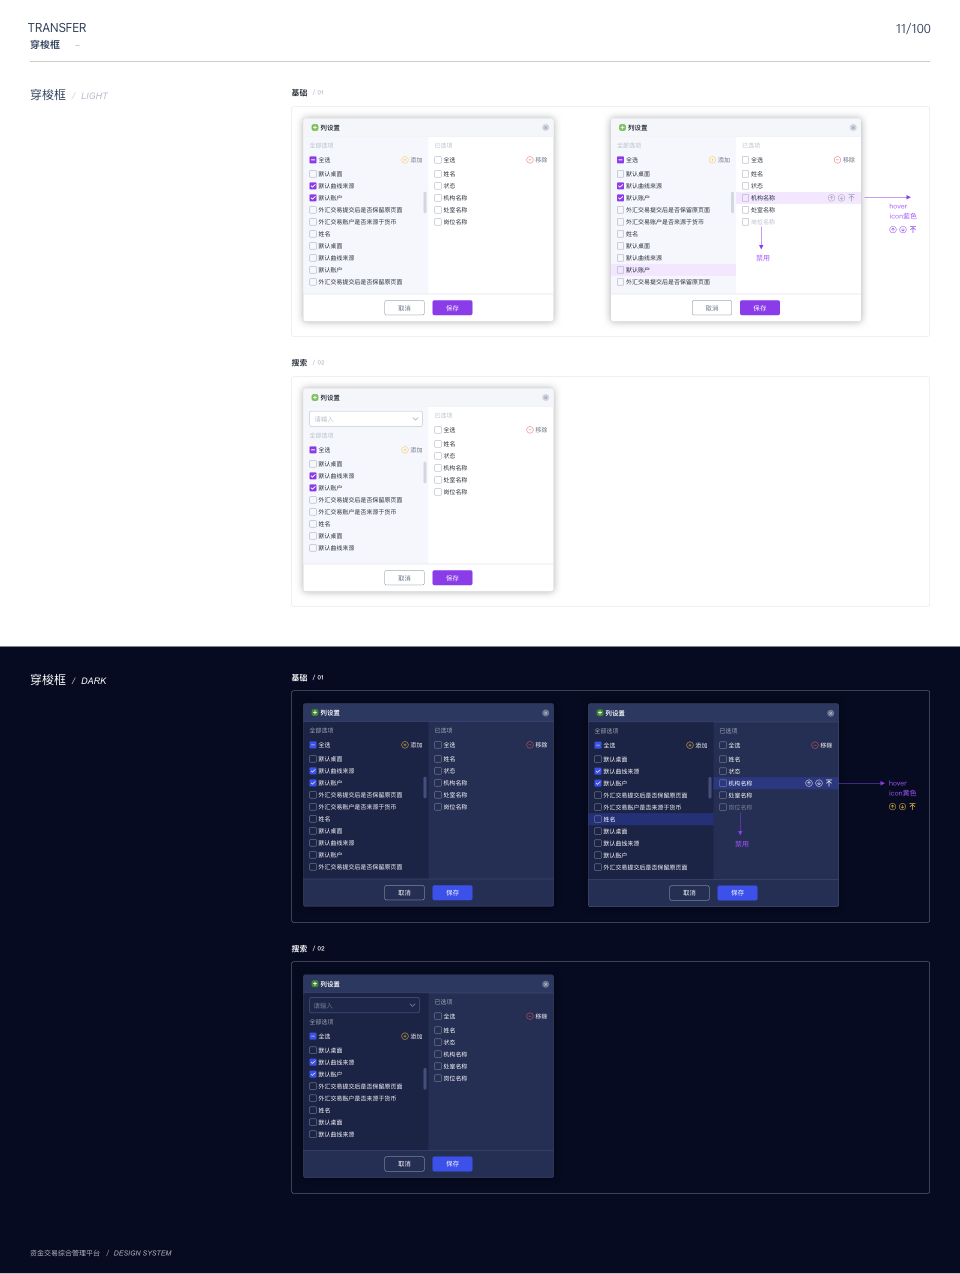 TRANSFER
11/100
穿梭框 –
穿梭框 / LIGHT
基础 / 01
列设置
全部选项
全选 添加
默认桌面
默认曲线来源
默认账户
外汇交易提交后是否保留原页面
外汇交易账户是否来源于货币
姓名
默认桌面
默认曲线来源
默认账户
外汇交易提交后是否保留原页面
已选项
全选 移除
姓名
状态
机构名称
处室名称
岗位名称
取消 保存
列设置
全部选项
全选 添加
默认桌面
默认曲线来源
默认账户
外汇交易提交后是否保留原页面
外汇交易账户是否来源于货币
姓名
默认桌面
默认曲线来源
默认账户
外汇交易提交后是否保留原页面
已选项
全选 移除
姓名
状态
机构名称
处室名称
岗位名称
禁用
取消 保存
hover
icon紫色
搜索 / 02
列设置
请输入
全部选项
全选 添加
默认桌面
默认曲线来源
默认账户
外汇交易提交后是否保留原页面
外汇交易账户是否来源于货币
姓名
默认桌面
默认曲线来源
已选项
全选 移除
姓名
状态
机构名称
处室名称
岗位名称
取消 保存
穿梭框 / DARK
基础 / 01
列设置
全部选项
全选 添加
默认桌面
默认曲线来源
默认账户
外汇交易提交后是否保留原页面
外汇交易账户是否来源于货币
姓名
默认桌面
默认曲线来源
默认账户
外汇交易提交后是否保留原页面
已选项
全选 移除
姓名
状态
机构名称
处室名称
岗位名称
取消 保存
列设置
全部选项
全选 添加
默认桌面
默认曲线来源
默认账户
外汇交易提交后是否保留原页面
外汇交易账户是否来源于货币
姓名
默认桌面
默认曲线来源
默认账户
外汇交易提交后是否保留原页面
已选项
全选 移除
姓名
状态
机构名称
处室名称
岗位名称
禁用
取消 保存
hover
icon黄色
搜索 / 02
列设置
请输入
全部选项
全选 添加
默认桌面
默认曲线来源
默认账户
外汇交易提交后是否保留原页面
外汇交易账户是否来源于货币
姓名
默认桌面
默认曲线来源
已选项
全选 移除
姓名
状态
机构名称
处室名称
岗位名称
取消 保存
资金交易综合管理平台 / DESIGN SYSTEM